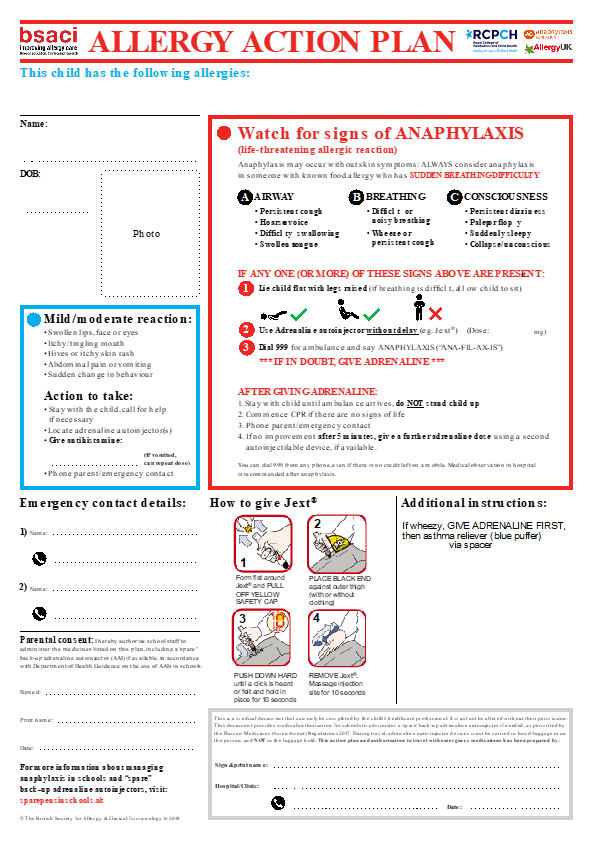 bsaci
improving allergy care
ALLERGY ACTION PLAN
RCPCH
Royal College of
Paediatrics and Child Health
AllergyUK
This child has the following allergies:
Name:
DOB:
Photo
Watch for signs of ANAPHYLAXIS
(life-threatening allergic reaction)
Anaphylaxis may occur without skin symptoms: ALWAYS consider anaphylaxis
in someone with known food allergy who has SUDDEN BREATHING DIFFICULTY
A AIRWAY
• Persistent cough
• Hoarse voice
• Difficulty swallowing
• Swollen tongue
B BREATHING
• Difficult or
noisy breathing
• Wheeze or
persistent cough
C CONSCIOUSNESS
• Persistent dizziness
• Pale or floppy
• Suddenly sleepy
• Collapse/unconscious
IF ANY ONE (OR MORE) OF THESE SIGNS ABOVE ARE PRESENT:
1 Lie child flat with legs raised (if breathing is difficult, allow child to sit)
2 Use Adrenaline autoinjector without delay (eg. Jext®) (Dose: mg)
3 Dial 999 for ambulance and say ANAPHYLAXIS ("ANA-FIL-AX-IS")
*** IF IN DOUBT, GIVE ADRENALINE ***
AFTER GIVING ADRENALINE:
1. Stay with child until ambulance arrives, do NOT stand child up
2. Commence CPR if there are no signs of life
3. Phone parent/emergency contact
4. If no improvement after 5 minutes, give a further adrenaline dose using a second
autoinjectilable device, if available.
You can dial 999 from any phone, even if there is no credit left on a mobile. Medical observation in hospital
is recommended after anaphylaxis.
Mild/moderate reaction:
• Swollen lips, face or eyes
• Itchy/tingling mouth
• Hives or itchy skin rash
• Abdominal pain or vomiting
• Sudden change in behaviour
Action to take:
• Stay with the child, call for help
if necessary
• Locate adrenaline autoinjector(s)
• Give antihistamine:
(If vomited,
can repeat dose)
• Phone parent/emergency contact
Emergency contact details:
1) Name:
2) Name:
Parental consent: I hereby authorise school staff to
administer the medicines listed on this plan, including a 'spare'
back-up adrenaline autoinjector (AAI) if available, in accordance
with Department of Health Guidance on the use of AAIs in schools.
Signed:
Print name:
Date:
For more information about managing
anaphylaxis in schools and "spare"
back-up adrenaline autoinjectors, visit:
sparepensinschools.uk
© The British Society for Allergy & Clinical Immunology 6/2018
How to give Jext®
1
Form fist around
Jext® and PULL
OFF YELLOW
SAFETY CAP
2
PLACE BLACK END
against outer thigh
(with or without
clothing)
3
10
PUSH DOWN HARD
until a click is heard
or felt and hold in
place for 10 seconds
4
REMOVE Jext®.
Massage injection
site for 10 seconds
Additional instructions:
If wheezy, GIVE ADRENALINE FIRST,
then asthma reliever ( blue puffer)
via spacer
This is a medical document that can only be completed by the child's healthcare professional. It must not be altered without their permission.
This document provides medical authorisation for schools to administer a 'spare' back-up adrenaline autoinjector if needed, as permitted by
the Human Medicines (Amendment) Regulations 2017. During travel, adrenaline auto-injector devices must be carried in hand-luggage or on
the person, and NOT in the luggage hold. This action plan and authorisation to travel with emergency medications has been prepared by:
Sign & print name:
Hospital/Clinic:
Date: